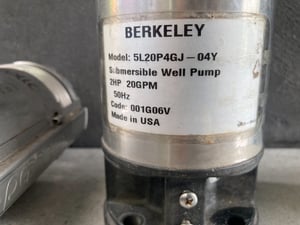 BERKELEY
Model: 5L20P4GJ-04Y
Submersible Well Pump
2HP 20GPM
50Hz
Code: 001G06V
Made in USA